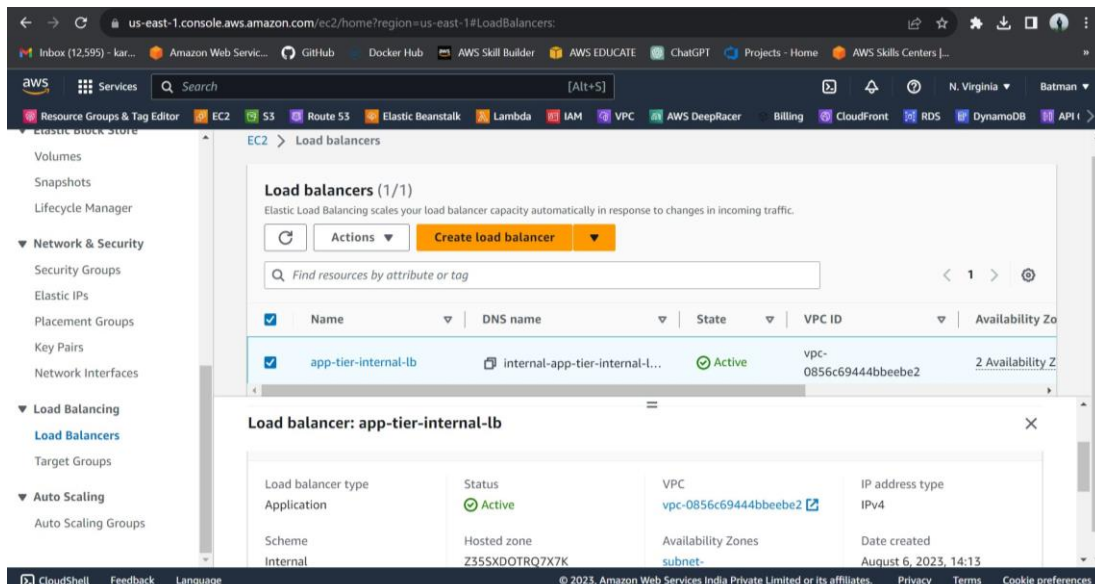 us-east-1.console.aws.amazon.com/ec2/home?region=us-east-1#LoadBalancers:
Inbox (12,595) - kar... Amazon Web Servic... GitHub Docker Hub AWS Skill Builder AWS EDUCATE ChatGPT Projects - Home AWS Skills Centers |... »
aws Services Search [Alt+S] N. Virginia ▼ Batman ▼
Resource Groups & Tag Editor EC2 S3 Route 53 Elastic Beanstalk Lambda IAM VPC AWS DeepRacer Billing CloudFront RDS DynamoDB API
Elastic Block Store
Volumes
Snapshots
Lifecycle Manager
Network & Security
Security Groups
Elastic IPs
Placement Groups
Key Pairs
Network Interfaces
Load Balancing
Load Balancers
Target Groups
Auto Scaling
Auto Scaling Groups
EC2 > Load balancers
Load balancers (1/1)
Elastic Load Balancing scales your load balancer capacity automatically in response to changes in incoming traffic.
Actions ▼ Create load balancer ▼
Find resources by attribute or tag < 1 >
Name DNS name State VPC ID Availability Zo
app-tier-internal-lb internal-app-tier-internal-l... Active vpc-
0856c69444bbeebe2 2 Availability Z
Load balancer: app-tier-internal-lb
Load balancer type Status VPC IP address type
Application Active vpc-0856c69444bbeebe2 IPv4
Scheme Hosted zone Availability Zones Date created
Internal Z35SXDOTRQ7X7K subnet- August 6, 2023, 14:13
CloudShell Feedback Language © 2023, Amazon Web Services India Private Limited or its affiliates. Privacy Terms Cookie preferences